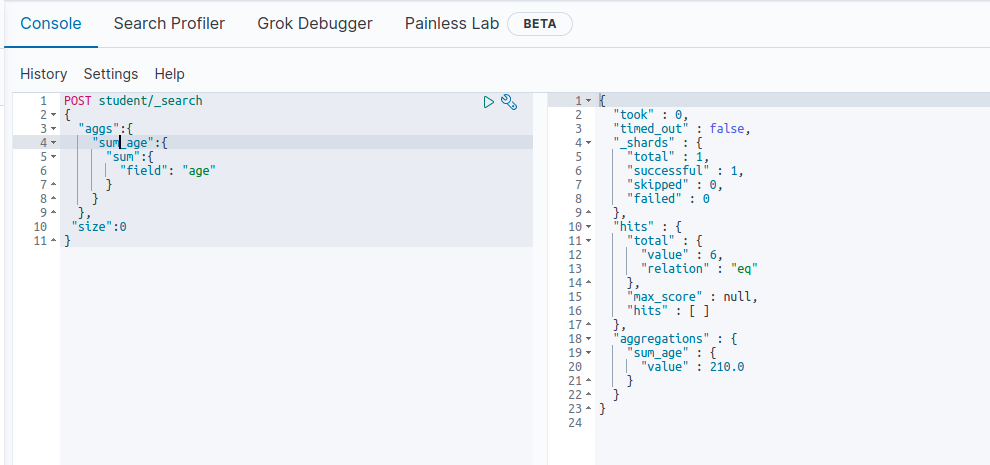 Console Search Profiler Grok Debugger Painless Lab BETA
History Settings Help
1 POST student/_search
2 {
3 "aggs":{
4 "sum_age":{
5 "sum":{
6 "field": "age"
7 }
8 }
9 },
10 "size":0
11 }
1 {
2 "took" : 0,
3 "timed_out" : false,
4 "_shards" : {
5 "total" : 1,
6 "successful" : 1,
7 "skipped" : 0,
8 "failed" : 0
9 },
10 "hits" : {
11 "total" : {
12 "value" : 6,
13 "relation" : "eq"
14 },
15 "max_score" : null,
16 "hits" : [ ]
17 },
18 "aggregations" : {
19 "sum_age" : {
20 "value" : 210.0
21 }
22 }
23 }
24